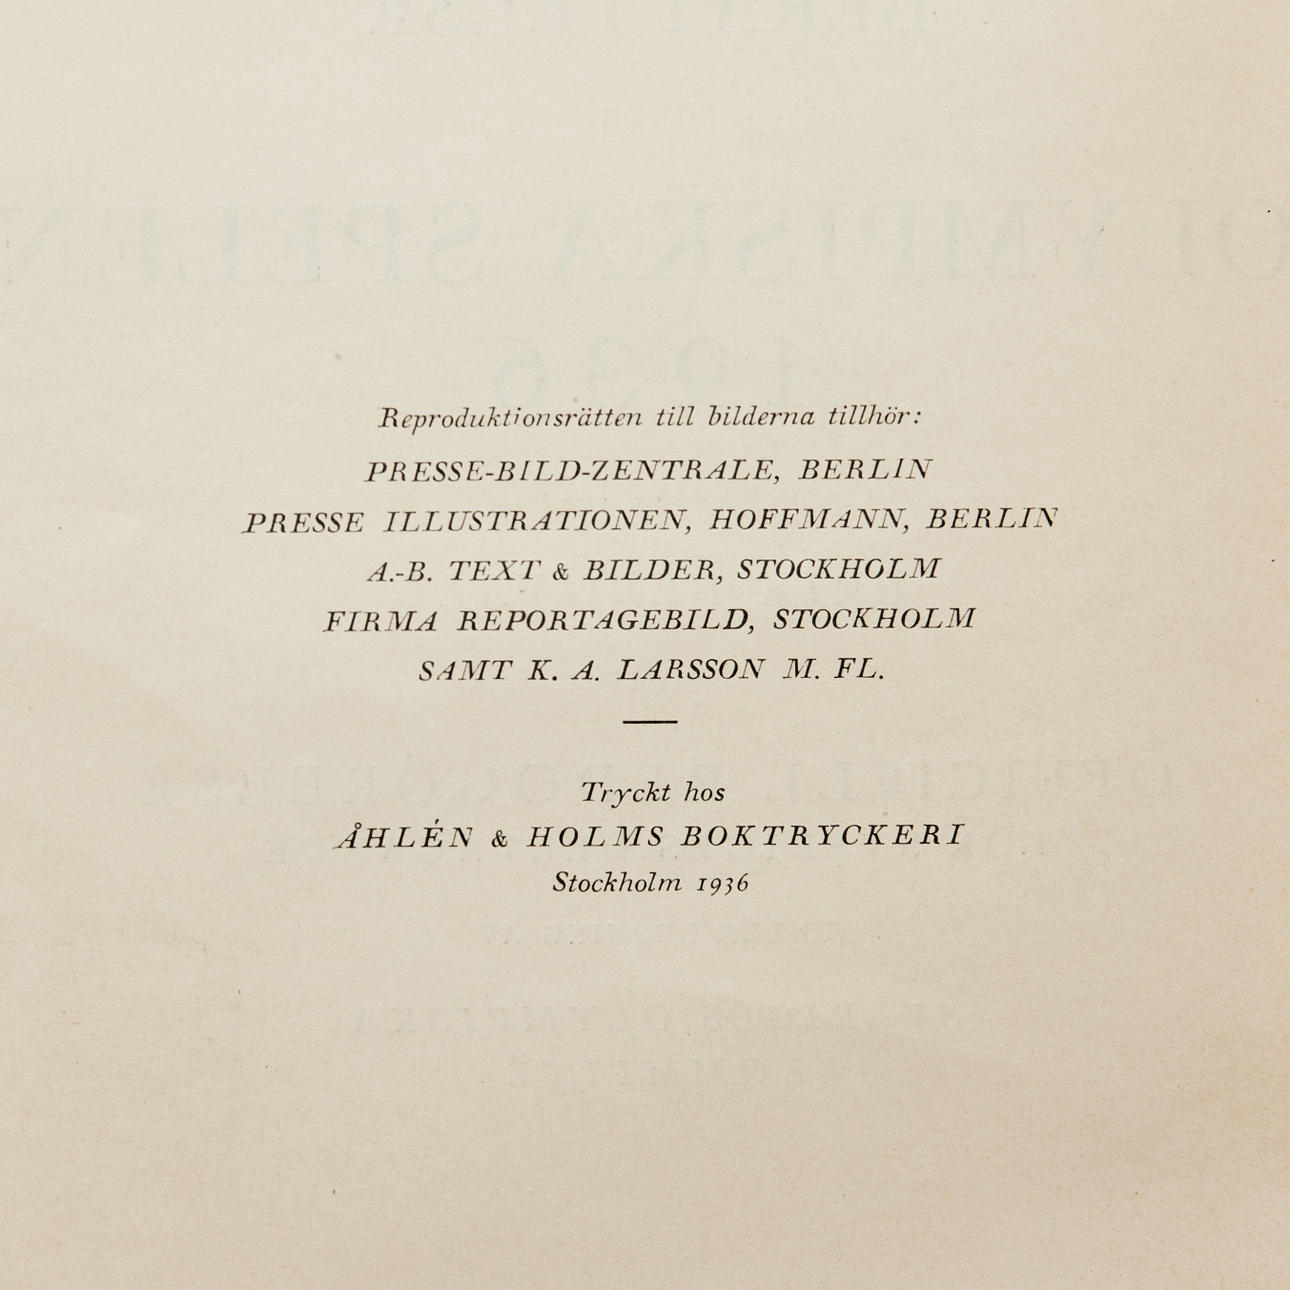 Reproduktionsrätten till bilderna tillhör:
PRESSE-BILD-ZENTRALE, BERLIN
PRESSE ILLUSTRATIONEN, HOFFMANN, BERLIN
A.-B. TEXT & BILDER, STOCKHOLM
FIRMA REPORTAGEBILD, STOCKHOLM
SAMT K. A. LARSSON M. FL.
Tryckt hos
ÅHLÉN & HOLMS BOKTRYCKERI
Stockholm 1936